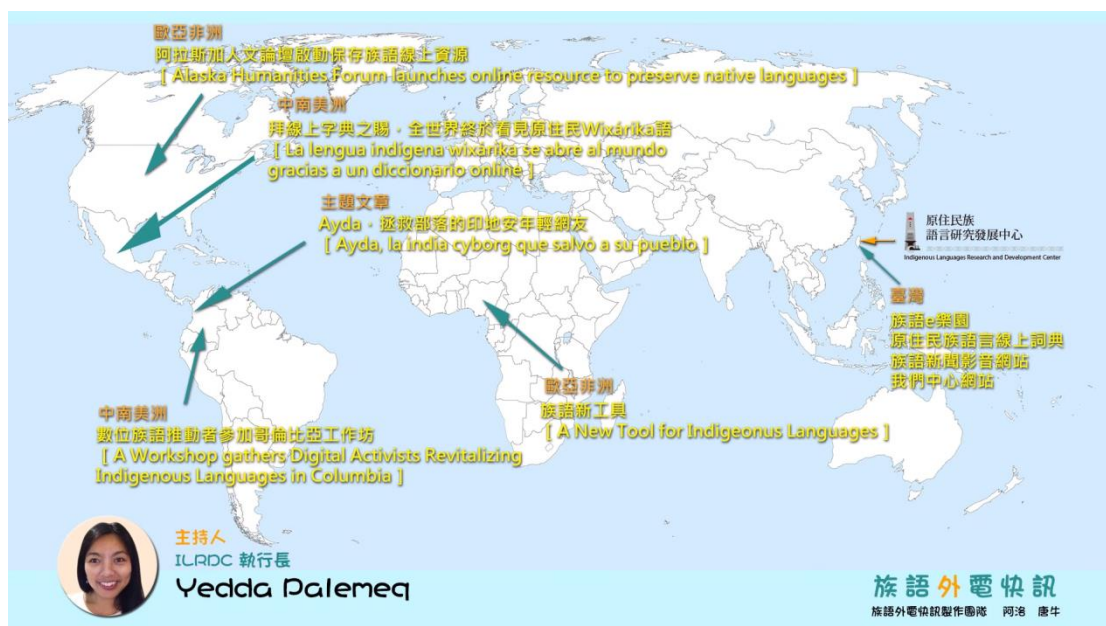 歐亞非洲
阿拉斯加人文論壇啟動保存族語線上資源
[ Alaska Humanities Forum launches online resource to preserve native languages ]
中南美洲
拜線上字典之賜．全世界終於看見原住民Wixárika語
[ La lengua indígena wixárika se abre al mundo
gracias a un diccionario online ]
主題文章
Ayda．拯救部落的印地安年輕網友
[ Ayda, la india cyborg que salvó a su pueblo ]
原住民族
語言研究發展中心
Indigenous Languages Research and Development Center
臺灣
族語e樂園
原住民族語言線上詞典
族語新聞影音網站
我們中心網站
歐亞非洲
族語新工具
[ A New Tool for Indigeonus Languages ]
中南美洲
數位族語推動者參加哥倫比亞工作坊
[ A Workshop gathers Digital Activists Revitalizing
Indigenous Languages in Columbia ]
主持人
ILRDC 執行長
Yedda Palemeq
族語外電快訊
族語外電快訊製作團隊 阿洛 唐牛